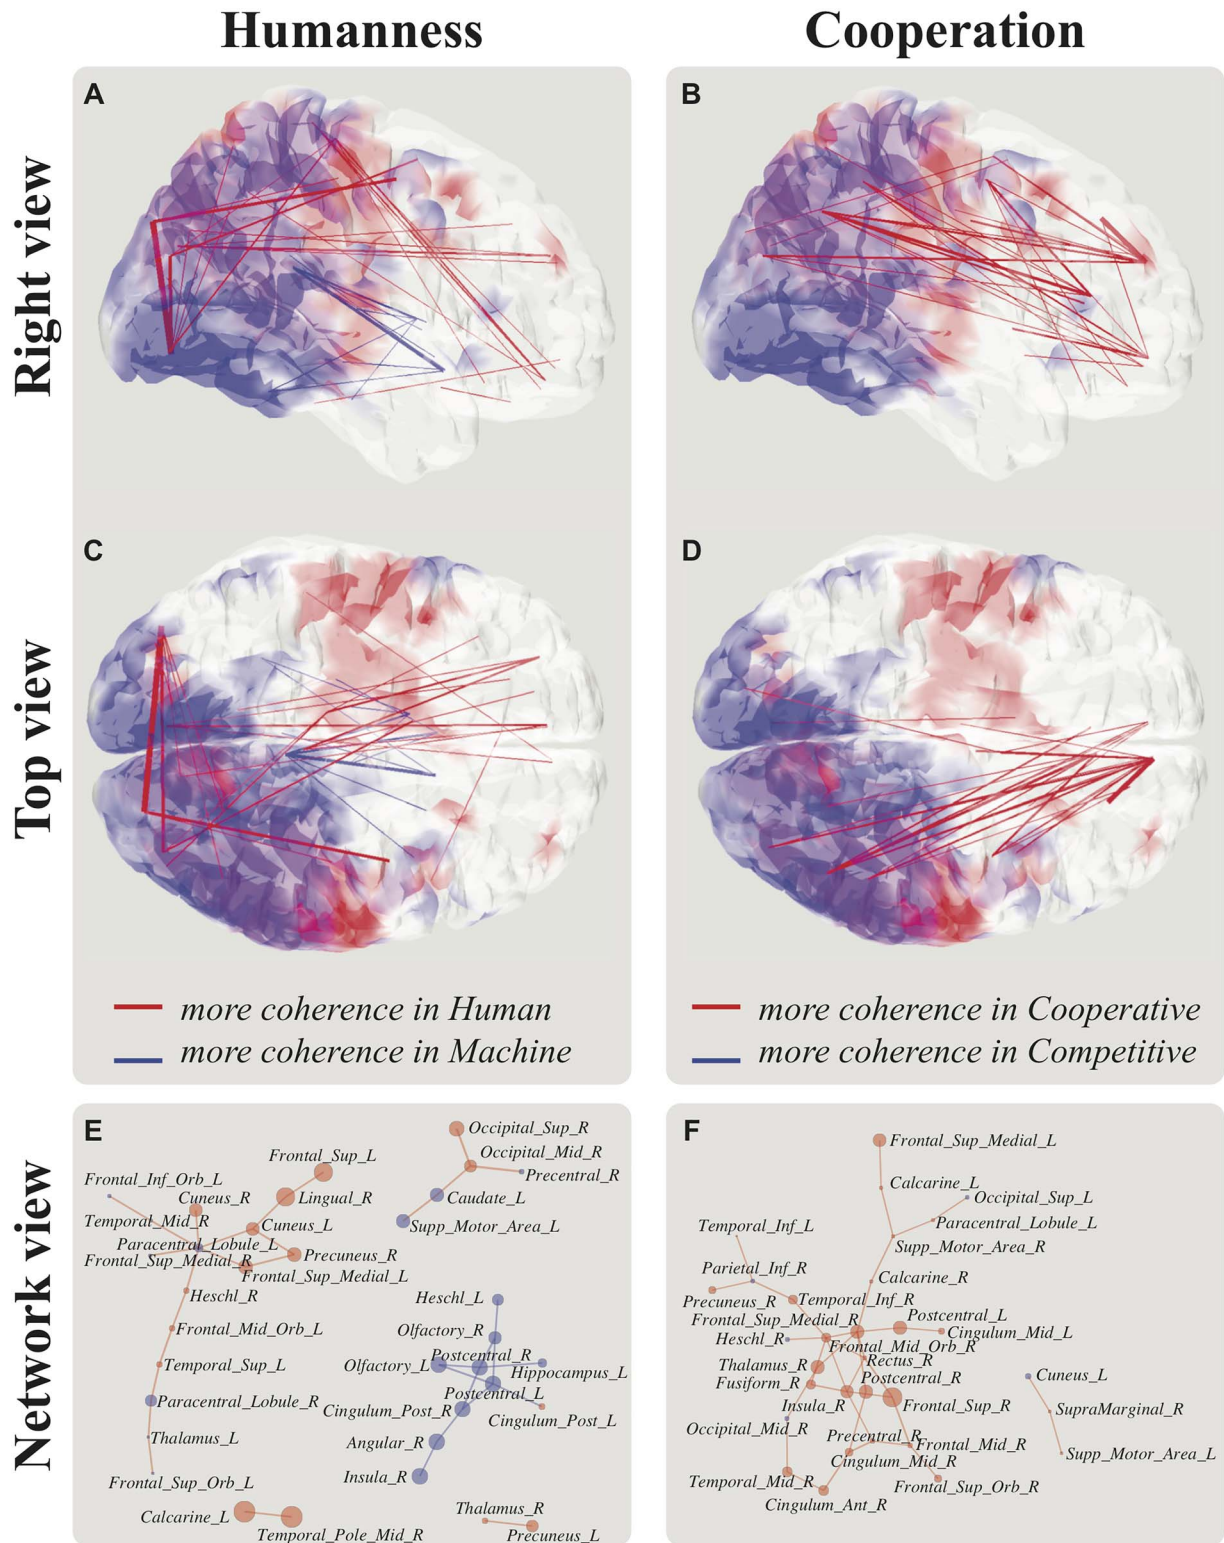 Humanness
Cooperation
Right view
A
B
Top view
C
D
more coherence in Human
more coherence in Machine
more coherence in Cooperative
more coherence in Competitive
Network view
E
Occipital_Sup_R
Occipital_Mid_R
Precentral_R
Frontal_Sup_L
Frontal_Inf_Orb_L
Cuneus_R
Lingual_R
Caudate_L
Temporal_Mid_R
Cuneus_L
Supp_Motor_Area_L
Paracentral_Lobule_L
Precuneus_R
Frontal_Sup_Medial_R
Frontal_Sup_Medial_L
Heschl_R
Heschl_L
Frontal_Mid_Orb_L
Olfactory_R
Postcentral_R
Temporal_Sup_L
Olfactory_L
Hippocampus_L
Postcentral_L
Paracentral_Lobule_R
Cingulum_Post_R
Cingulum_Post_L
Thalamus_L
Angular_R
Insula_R
Frontal_Sup_Orb_L
Calcarine_L
Temporal_Pole_Mid_R
Thalamus_R
Precuneus_L
F
Frontal_Sup_Medial_L
Calcarine_L
Occipital_Sup_L
Temporal_Inf_L
Paracentral_Lobule_L
Supp_Motor_Area_R
Parietal_Inf_R
Calcarine_R
Precuneus_R
Temporal_Inf_R
Frontal_Sup_Medial_R
Postcentral_L
Heschl_R
Cingulum_Mid_L
Frontal_Mid_Orb_R
Rectus_R
Thalamus_R
Cuneus_L
Fusiform_R
Postcentral_R
Insula_R
Frontal_Sup_R
SupraMarginal_R
Occipital_Mid_R
Precentral_R
Frontal_Mid_R
Supp_Motor_Area_L
Cingulum_Mid_R
Temporal_Mid_R
Frontal_Sup_Orb_R
Cingulum_Ant_R